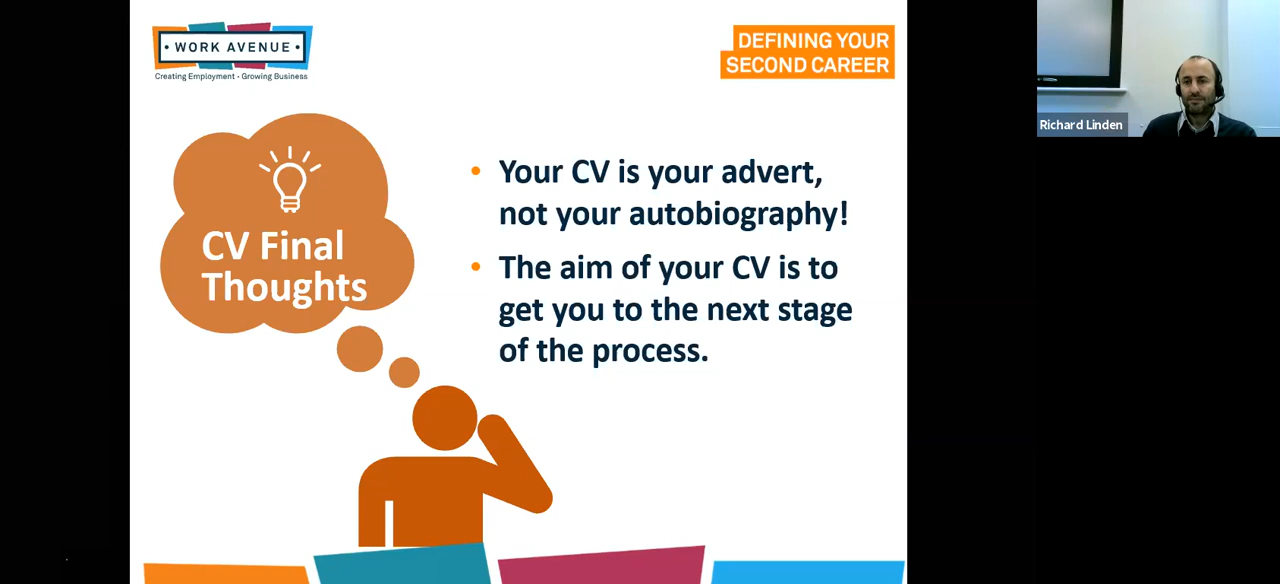 • WORK AVENUE •
Creating Employment • Growing Business
DEFINING YOUR
SECOND CAREER
CV Final
Thoughts
• Your CV is your advert,
not your autobiography!
• The aim of your CV is to
get you to the next stage
of the process.
Richard Linden